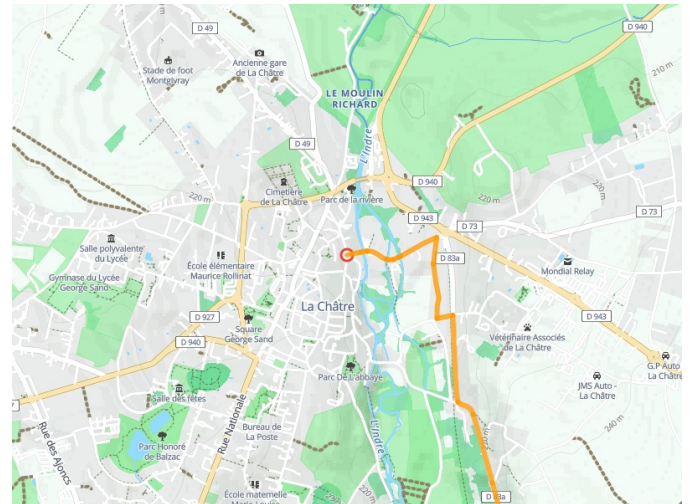 D 49
D 940
Ancienne gare
de La Châtre
Stade de foot
Montgivray
210 m
LE MOULIN
RICHARD
D 49
L'Indre
220 m
D 940
Cimetière
de La Châtre
Parc de la rivière
220 m
D 943
D 73
D 73
Salle polyvalente
du Lycée
D 83a
École élémentaire
Maurice Rollinat
Mondial Relay
Gymnase du Lycée
George Sand
La Châtre
D 927
D 943
Square
George Sand
Vétérinaire Associés
de La Châtre
D 940
G.P Auto
La Châtre
Parc De L'abbaye
JMS Auto -
La Châtre
Salle des fêtes
Rue Nationale
Bureau de
La Poste
240 m
Rue des Ajoncs
Parc Honoré
de Balzac
L'Indre
École maternelle
D 83a